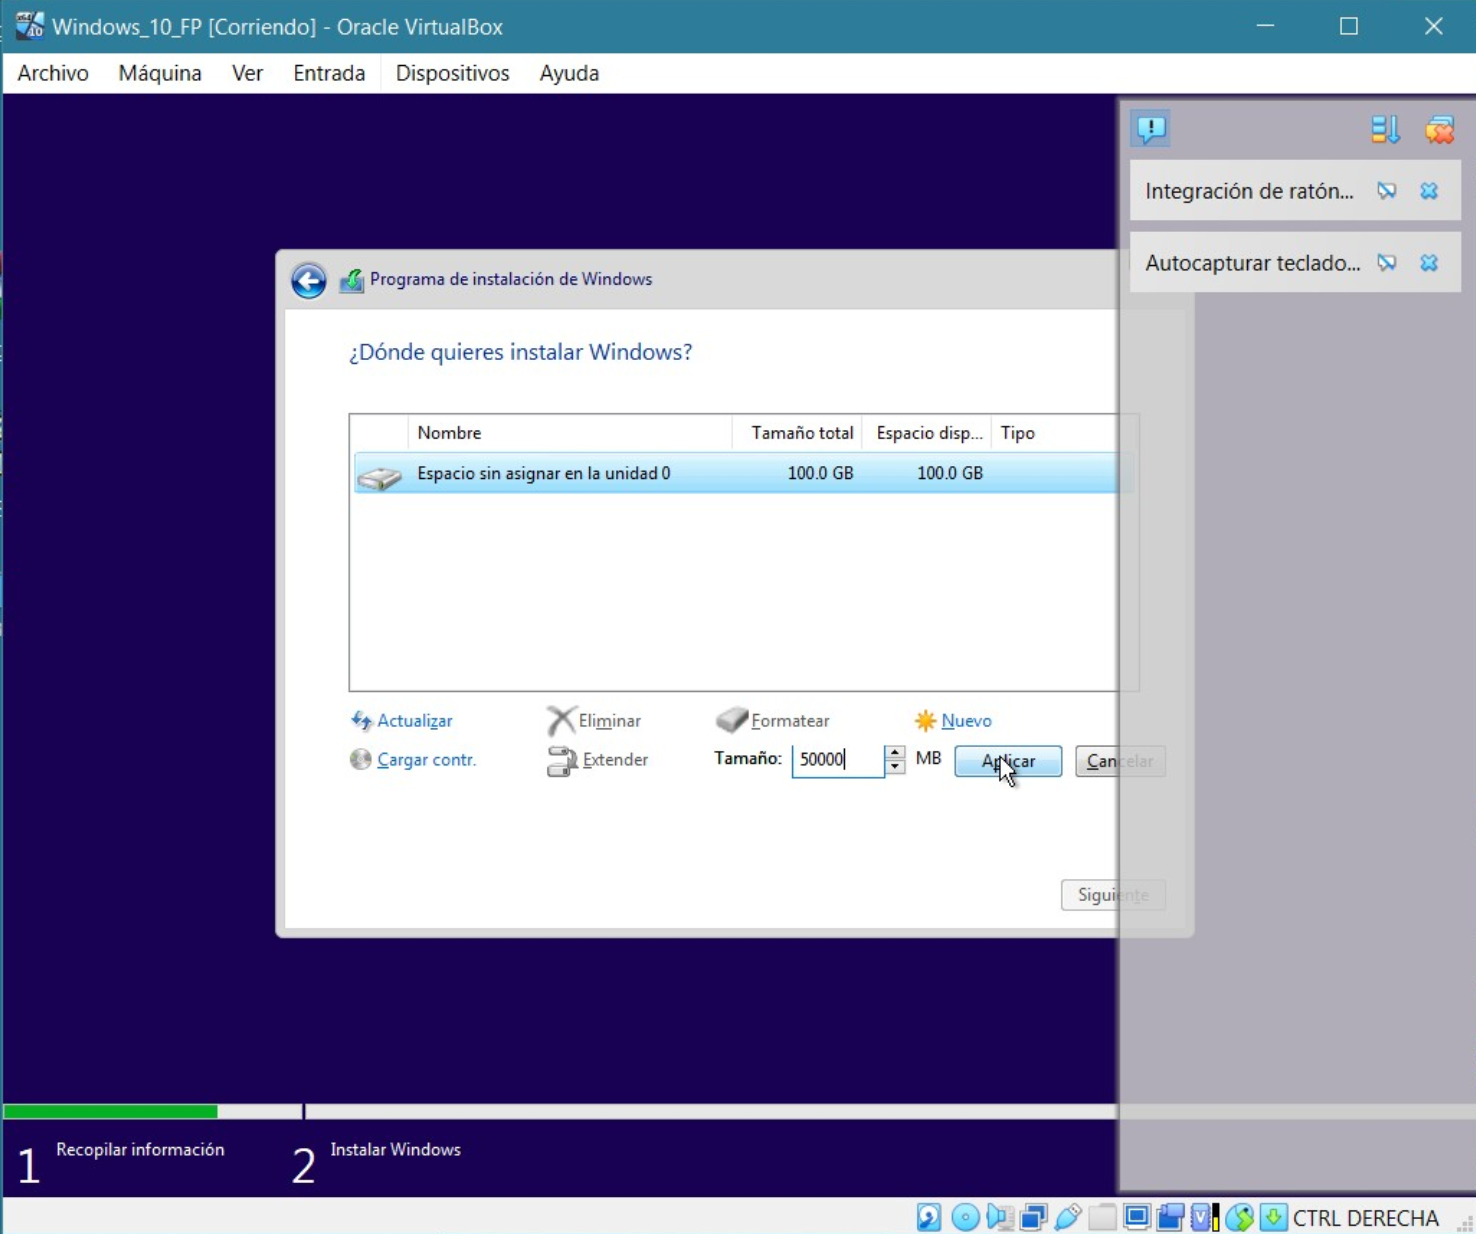 Windows_10_FP [Corriendo] - Oracle VirtualBox
Archivo Máquina Ver Entrada Dispositivos Ayuda
Integración de ratón...
Autocapturar teclado...
Programa de instalación de Windows
¿Dónde quieres instalar Windows?
Nombre Tamaño total Espacio disp... Tipo
Espacio sin asignar en la unidad 0 100.0 GB 100.0 GB
Actualizar Eliminar Formatear Nuevo
Cargar contr. Extender Tamaño: 50000 MB Aplicar Cancelar
Siguiente
1 Recopilar información 2 Instalar Windows
CTRL DERECHA